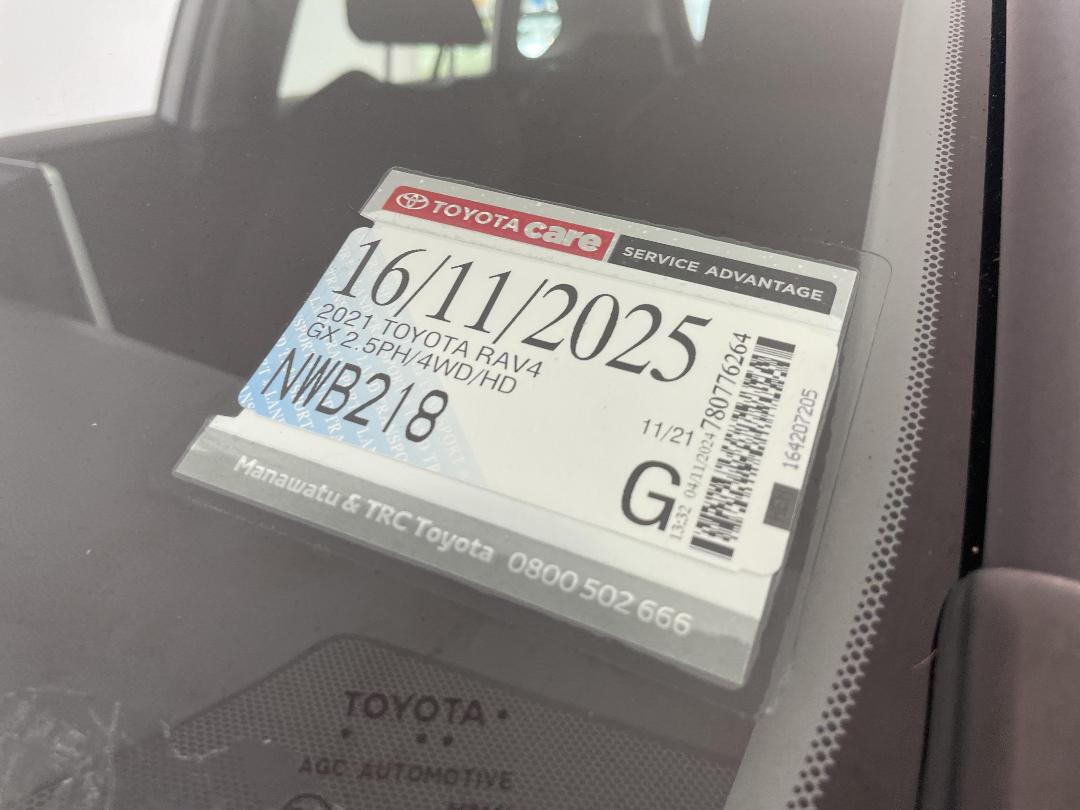 TOYOTA care SERVICE ADVANTAGE
16/11/2025
2021 TOYOTA RAV4
GX 2.5PH/4WD/HD
NWB218
11/21
G
13:32 04/11/2024 780776264
164207205
Manawatu & TRC Toyota 0800 502 666
TOYOTA
AGC AUTOMOTIVE